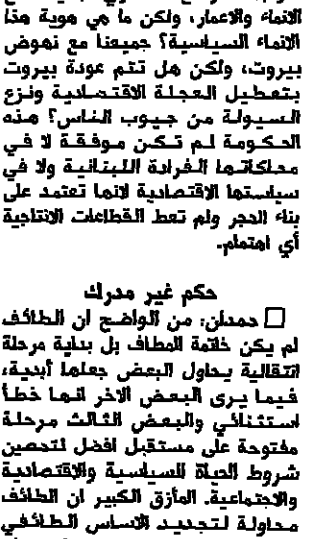 الانماء والاعمار، ولكن ما هي هوية هذا
الانماء السياسية؟ جميعنا مع نهوض
بيروت، ولكن هل تتم عودة بيروت
بتعطيل العجلة الاقتصادية ونزع
السيولة من جيوب الناس؟ هذه
الحكومة لم تكن موفقة لا في
محاكاتها الفرادة اللبنانية ولا في
سياستها الاقتصادية لانها تعتمد على
بناء الحجر ولم تعط القطاعات الانتاجية
أي اهتمام.
حكم غير مدرك
□ حمدان: من الواضح ان الطائف
لم يكن خاتمة المطاف بل بداية مرحلة
انتقالية يحاول البعض جعلها أبدية،
فيما يرى البعض الاخر انها خطأ
استثنائي والبعض الثالث مرحلة
مفتوحة على مستقبل افضل لتحصين
شروط الحياة السياسية والاقتصادية
والاجتماعية. المأزق الكبير ان الطائف
محاولة لتجديد الاساس الطائفي